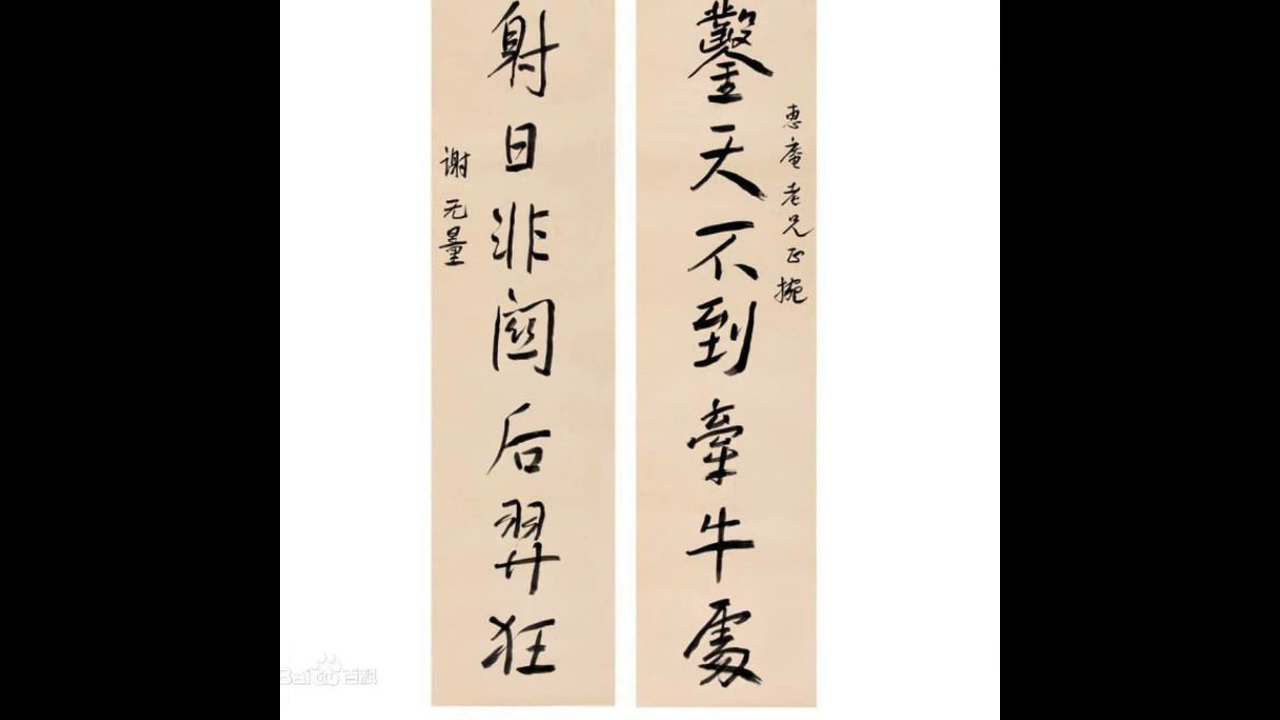 鑿天不到牽牛處
惠庵老兄正捥
射日非關后羿狂
谢无量
Bai百科